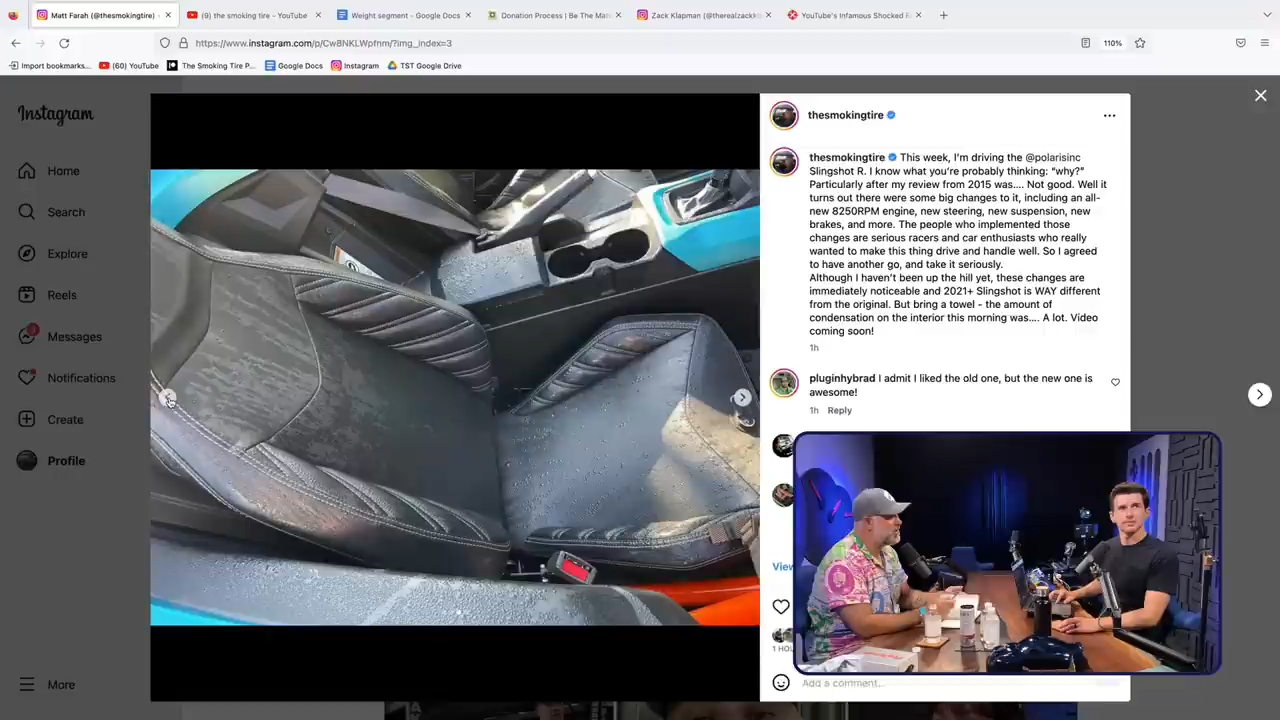 Matt Farah (@thesmokingtire) •
(9) the smoking tire - YouTube
Weight segment - Google Docs
Donation Process | Be The Mat
Zack Klapman (@therealzackk
YouTube's Infamous Shocked F
https://www.instagram.com/p/Cw8NKLWpfnm/?img_index=3
110%
Import bookmarks...
(60) YouTube
The Smoking Tire P...
Google Docs
Instagram
TST Google Drive
Instagram
thesmokingtire
Home
Search
Explore
Reels
Messages
Notifications
Create
Profile
More
thesmokingtire This week, I'm driving the @polarisinc
Slingshot R. I know what you're probably thinking: "why?"
Particularly after my review from 2015 was.... Not good. Well it
turns out there were some big changes to it, including an all-
new 8250RPM engine, new steering, new suspension, new
brakes, and more. The people who implemented those
changes are serious racers and car enthusiasts who really
wanted to make this thing drive and handle well. So I agreed
to have another go, and take it seriously.
Although I haven't been up the hill yet, these changes are
immediately noticeable and 2021+ Slingshot is WAY different
from the original. But bring a towel - the amount of
condensation on the interior this morning was.... A lot. Video
coming soon!
1h
pluginhybrad I admit I liked the old one, but the new one is
awesome!
1h Reply
View
1 HOU
Add a comment...